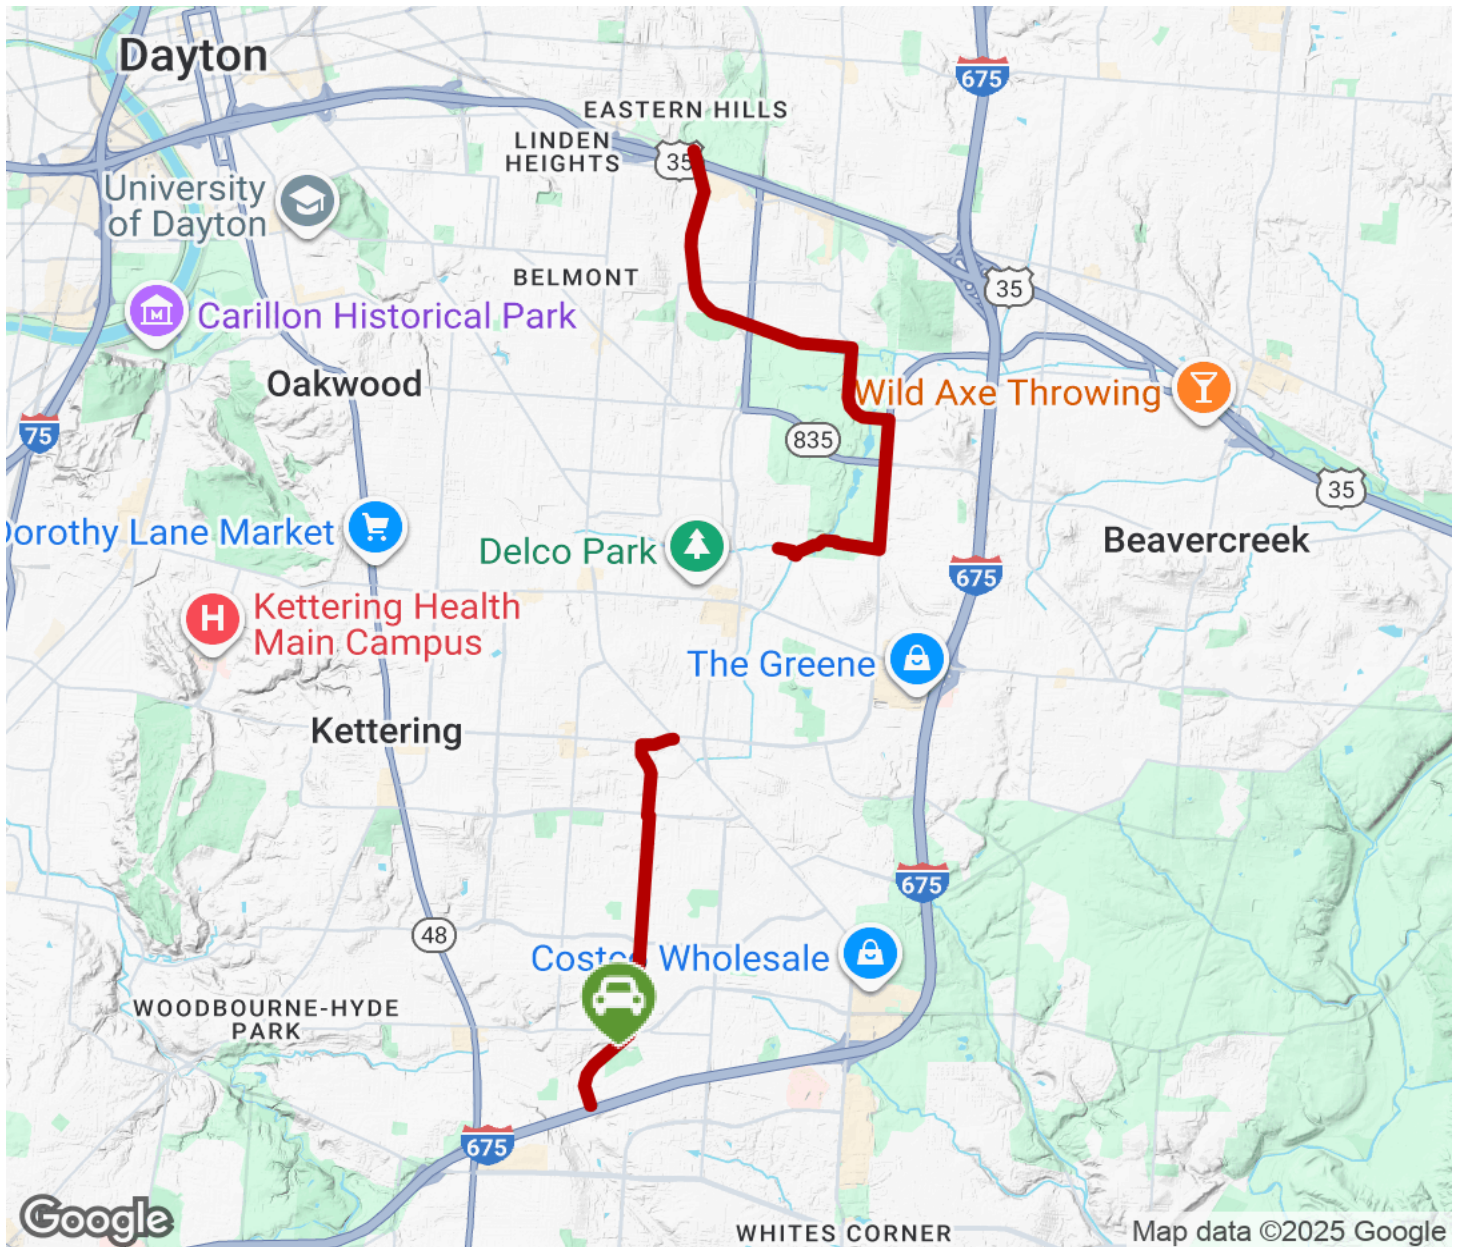 Dayton
675
EASTERN HILLS
LINDEN
HEIGHTS
35
University
of Dayton
BELMONT
35
Carillon Historical Park
Oakwood
Wild Axe Throwing
75
835
35
Dorothy Lane Market
Delco Park
Beavercreek
675
Kettering Health
Main Campus
H
The Greene
Kettering
675
48
Costco Wholesale
WOODBOURNE-HYDE
PARK
675
Google
WHITES CORNER
Map data ©2025 Google